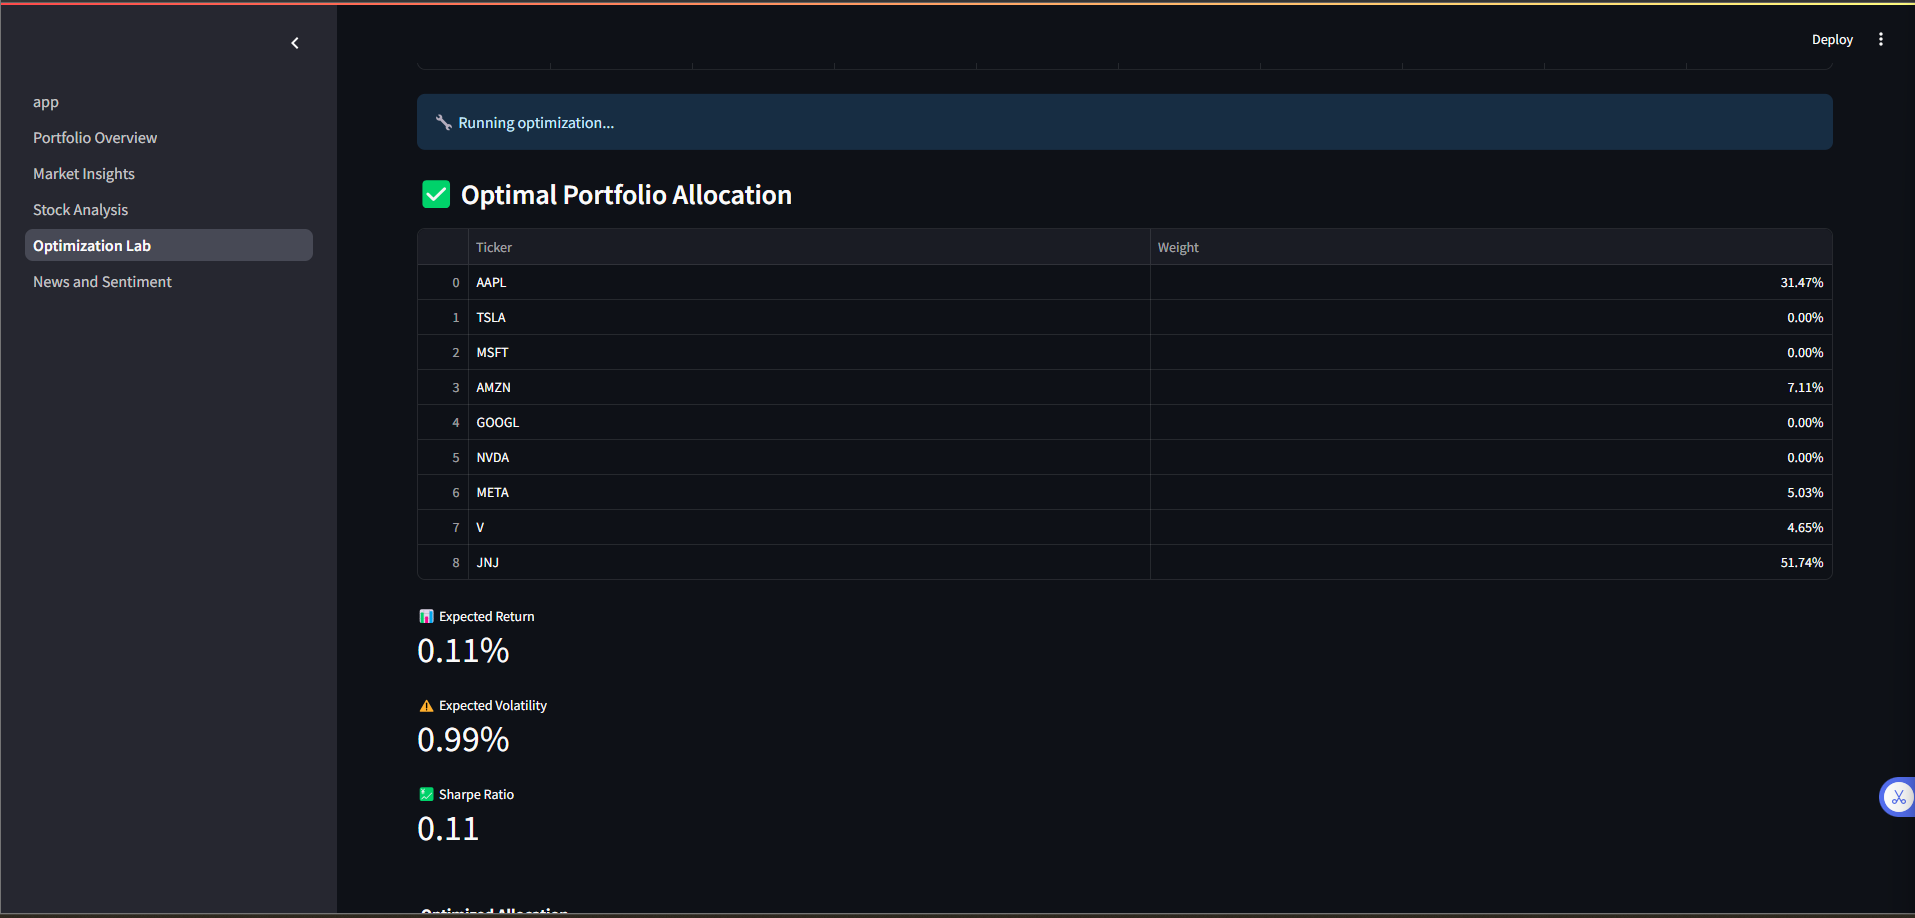 Deploy
app
Portfolio Overview
Market Insights
Stock Analysis
Optimization Lab
News and Sentiment
Running optimization...
Optimal Portfolio Allocation
Ticker Weight
0 AAPL 31.47%
1 TSLA 0.00%
2 MSFT 0.00%
3 AMZN 7.11%
4 GOOGL 0.00%
5 NVDA 0.00%
6 META 5.03%
7 V 4.65%
8 JNJ 51.74%
Expected Return
0.11%
Expected Volatility
0.99%
Sharpe Ratio
0.11
Optimized Allocation